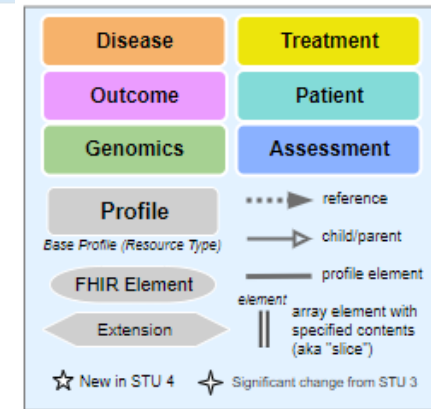 Disease
Treatment
Outcome
Patient
Genomics
Assessment
Profile
Base Profile (Resource Type)
FHIR Element
Extension
reference
child/parent
profile element
element
array element with
specified contents
(aka "slice")
New in STU 4
Significant change from STU 3